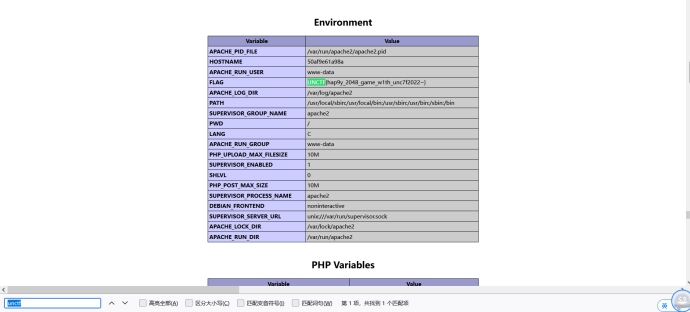 Environment
Variable Value
APACHE_PID_FILE /var/run/apache2/apache2.pid
HOSTNAME 50af9e61a98a
APACHE_RUN_USER www-data
FLAG UNCTF{hap9y_2048_game_w1th_unc7f2022~}
APACHE_LOG_DIR /var/log/apache2
PATH /usr/local/sbin:/usr/local/bin:/usr/sbin:/usr/bin:/sbin:/bin
SUPERVISOR_GROUP_NAME apache2
PWD /
LANG C
APACHE_RUN_GROUP www-data
PHP_UPLOAD_MAX_FILESIZE 10M
SUPERVISOR_ENABLED 1
SHLVL 0
PHP_POST_MAX_SIZE 10M
SUPERVISOR_PROCESS_NAME apache2
DEBIAN_FRONTEND noninteractive
SUPERVISOR_SERVER_URL unix:///var/run/supervisor.sock
APACHE_LOCK_DIR /var/lock/apache2
APACHE_RUN_DIR /var/run/apache2
PHP Variables
Variable Value
unctf 高亮全部(A) 区分大小写(C) 匹配变音符号(I) 匹配词句(W) 第 1 项，共找到 1 个匹配项
英